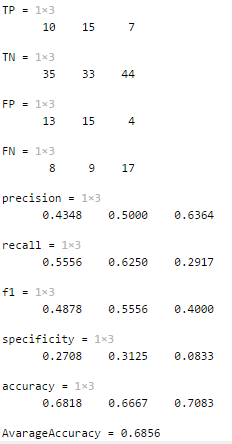 TP = 1×3
10 15 7
TN = 1×3
35 33 44
FP = 1×3
13 15 4
FN = 1×3
8 9 17
precision = 1×3
0.4348 0.5000 0.6364
recall = 1×3
0.5556 0.6250 0.2917
f1 = 1×3
0.4878 0.5556 0.4000
specificity = 1×3
0.2708 0.3125 0.0833
accuracy = 1×3
0.6818 0.6667 0.7083
AvarageAccuracy = 0.6856